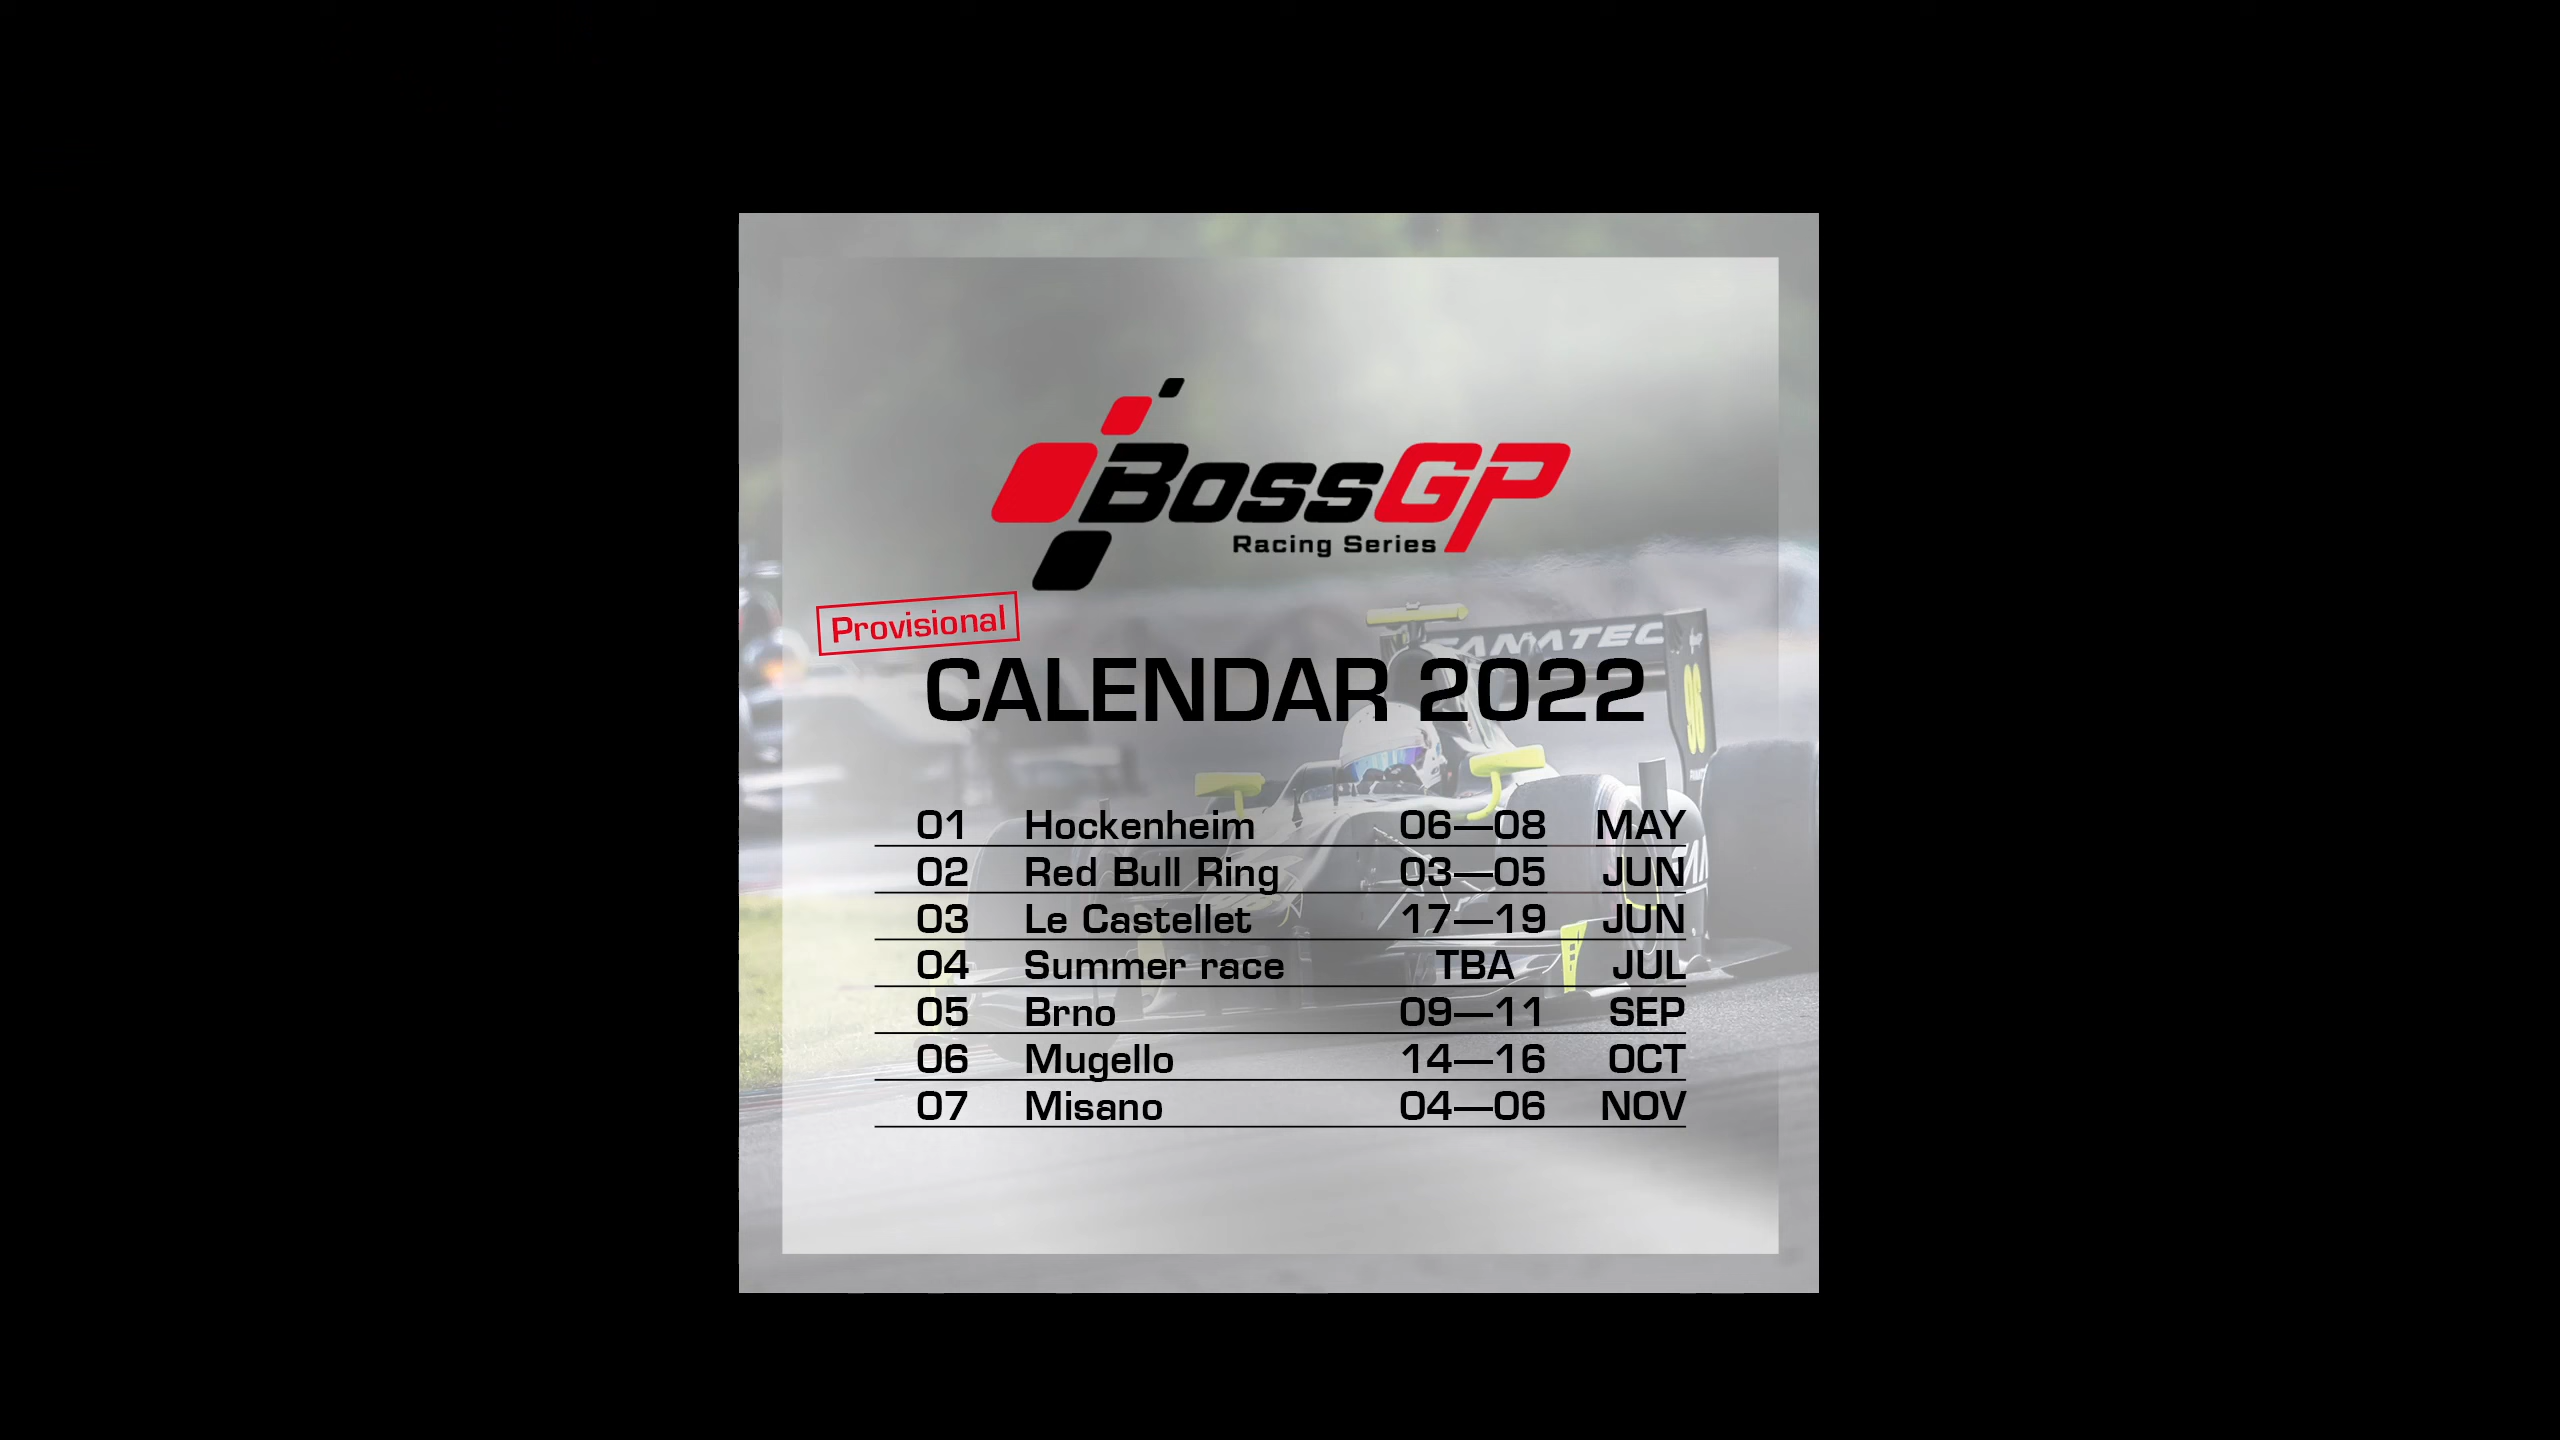 BossGP
Racing Series
Provisional
FANATEC
CALENDAR 2022
01 Hockenheim 06—08 MAY
02 Red Bull Ring 03—05 JUN
03 Le Castellet 17—19 JUN
04 Summer race TBA JUL
05 Brno 09—11 SEP
06 Mugello 14—16 OCT
07 Misano 04—06 NOV